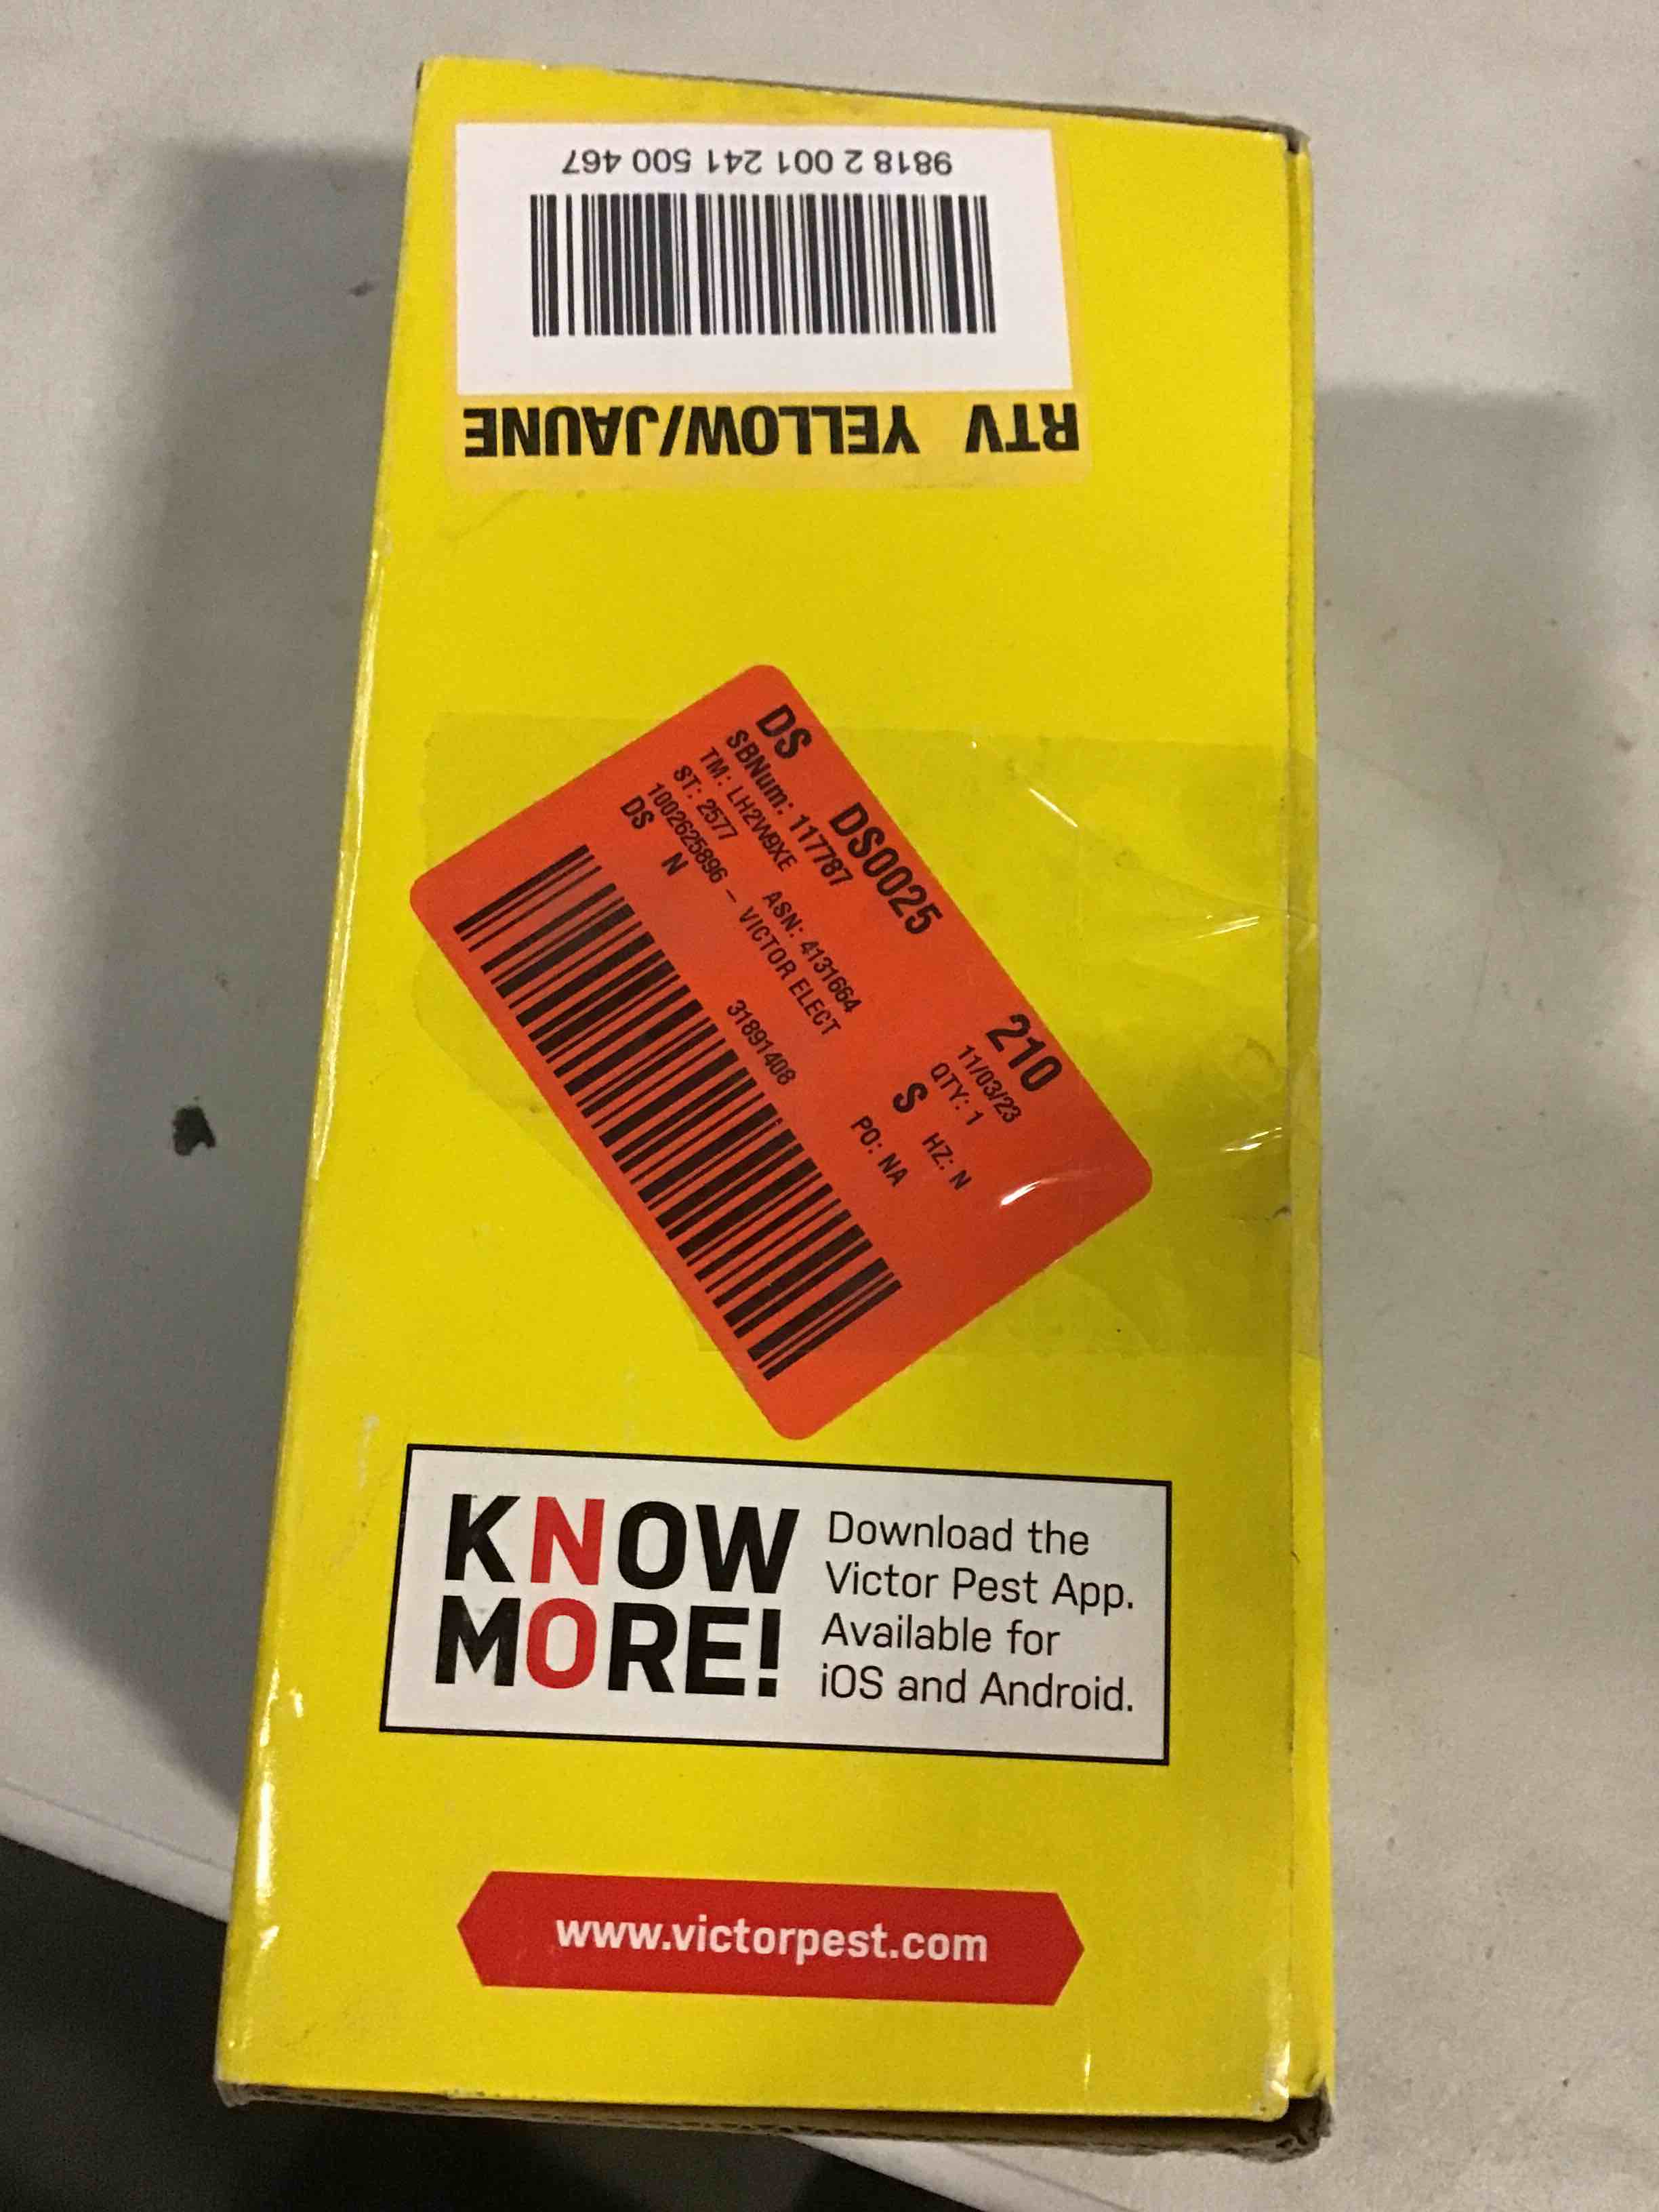 9818 2 001 241 500 467
RTV YELLOW/JAUNE
DS DS0025 210
SBNum: 117787 11/03/23
TM: LH2W9XE ASN: 4131664 QTY: 1 HZ: N
ST: 2577 S
1002625896 - VICTOR ELECT PO: NA
DS N 31891408
KNOW
MORE!
Download the
Victor Pest App.
Available for
iOS and Android.
www.victorpest.com